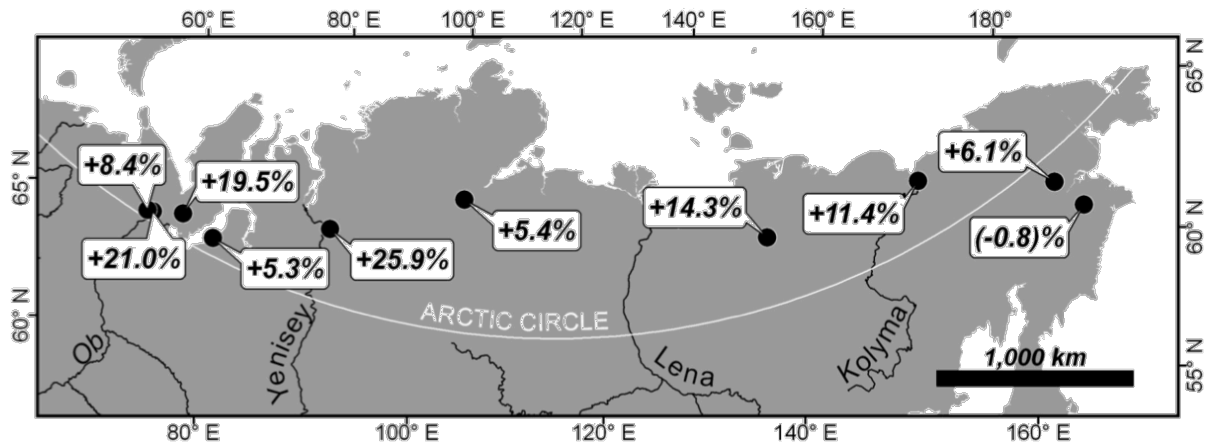 60° E 80° E 100° E 120° E 140° E 160° E 180°
65° N
65° N
+8.4%
+19.5%
+6.1%
+14.3%
+11.4%
+5.4%
60° N
(-0.8)%
+21.0%
+5.3%
+25.9%
60° N
ARCTIC CIRCLE
Ob
Yenisey
Lena
Kolyma
1,000 km
55° N
80° E 100° E 120° E 140° E 160° E